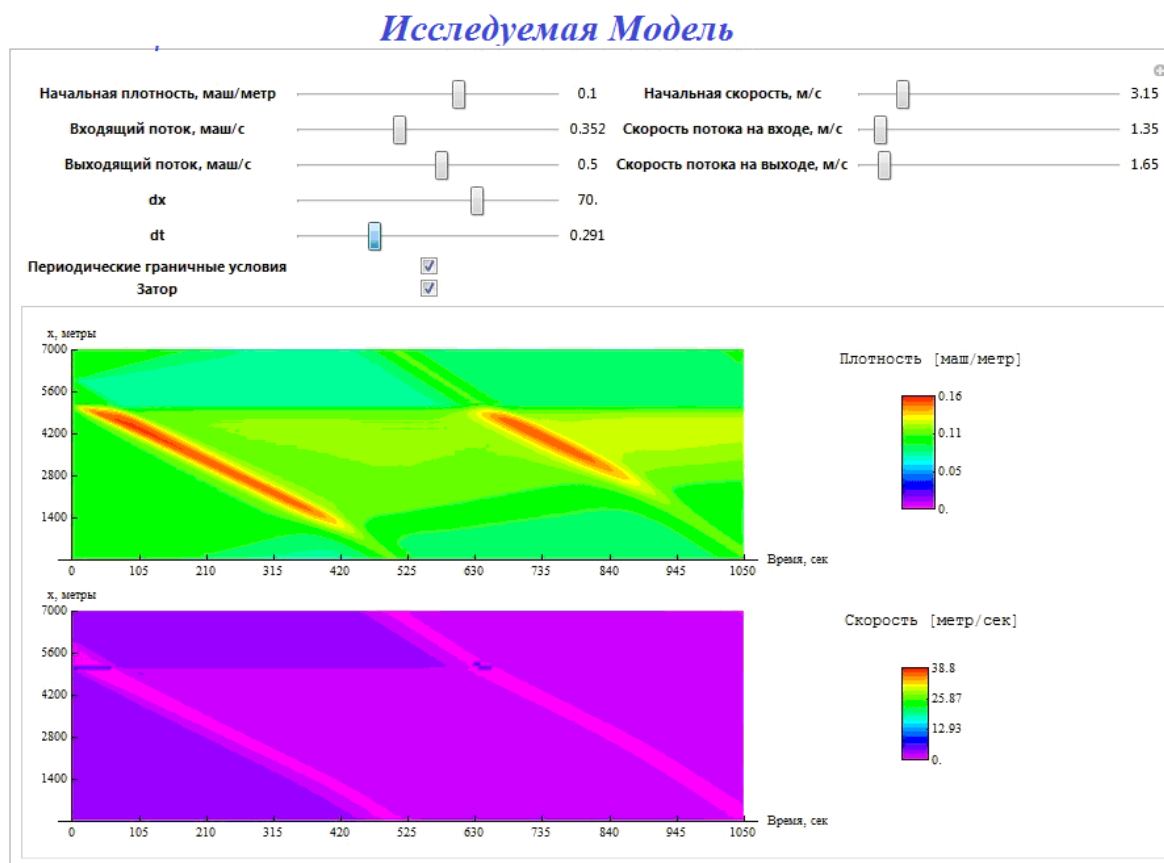 Исследуемая Модель
Начальная плотность, маш/метр 0.1 Начальная скорость, м/с 3.15
Входящий поток, маш/с 0.352 Скорость потока на входе, м/с 1.35
Выходящий поток, маш/с 0.5 Скорость потока на выходе, м/с 1.65
dx 70.
dt 0.291
Периодические граничные условия
Затор
x, метры
7000
5600
4200
2800
1400
0 105 210 315 420 525 630 735 840 945 1050
Время, сек
Плотность [маш/метр]
0.16
0.11
0.05
0.
x, метры
7000
5600
4200
2800
1400
0 105 210 315 420 525 630 735 840 945 1050
Время, сек
Скорость [метр/сек]
38.8
25.87
12.93
0.